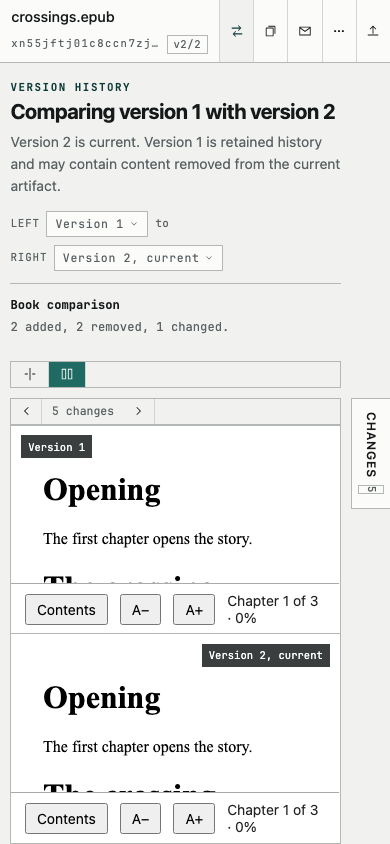 crossings.epub
xn55jftj01c8ccn7zj… v2/2
VERSION HISTORY
Comparing version 1 with version 2
Version 2 is current. Version 1 is retained history
and may contain content removed from the current
artifact.
LEFT Version 1 to
RIGHT Version 2, current
Book comparison
2 added, 2 removed, 1 changed.
5 changes
CHANGES 5
Version 1
Opening
The first chapter opens the story.
Contents A− A+ Chapter 1 of 3
· 0%
Version 2, current
Opening
The first chapter opens the story.
The crossing
Contents A− A+ Chapter 1 of 3
· 0%